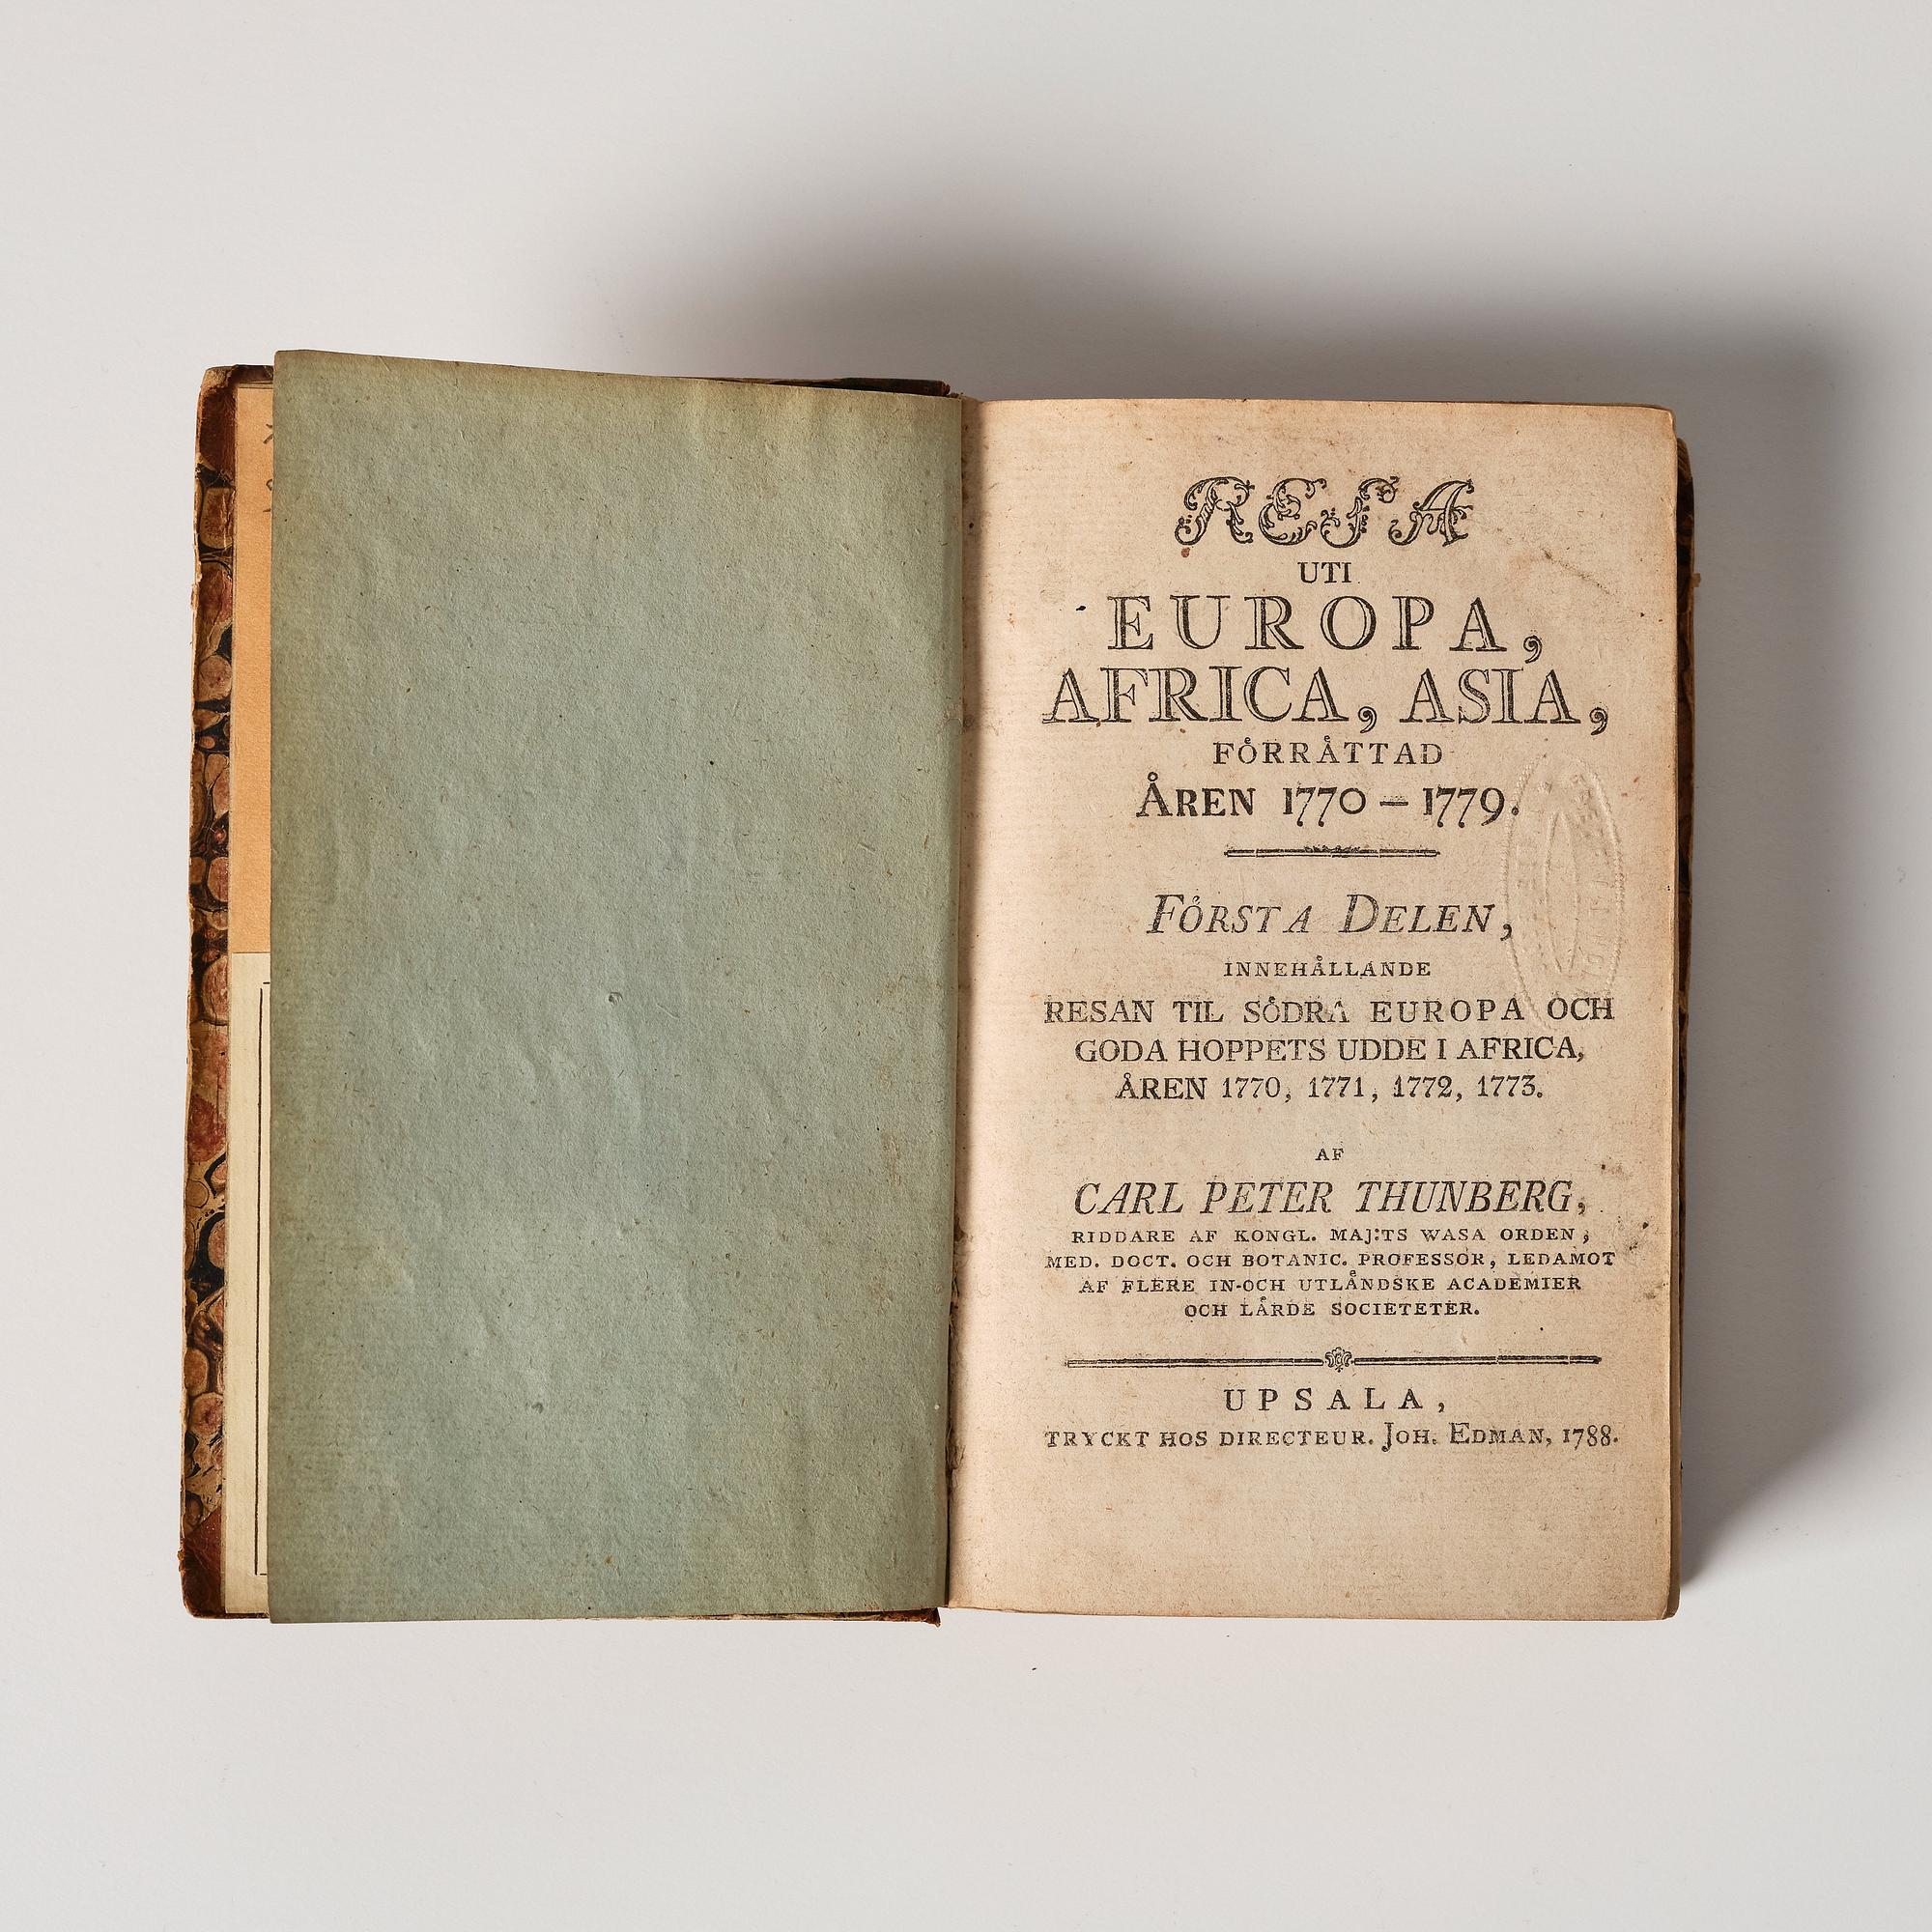 RESA
UTI
EUROPA,
AFRICA, ASIA,
FÖRRÅTTAD
ÅREN 1770 – 1779.
FÖRSTA DELEN,
INNEHÅLLANDE
RESAN TIL SÖDRA EUROPA OCH
GODA HOPPETS UDDE I AFRICA,
ÅREN 1770, 1771, 1772, 1773.
AF
CARL PETER THUNBERG,
RIDDARE AF KONGL. MAJ:TS WASA ORDEN,
MED. DOCT. OCH BOTANIC. PROFESSOR, LEDAMOT
AF FLERE IN-OCH UTLÅNDSKE ACADEMIER
OCH LÅRDE SOCIETETER.
UPSALA,
TRYCKT HOS DIRECTEUR. JOH. EDMAN, 1788.